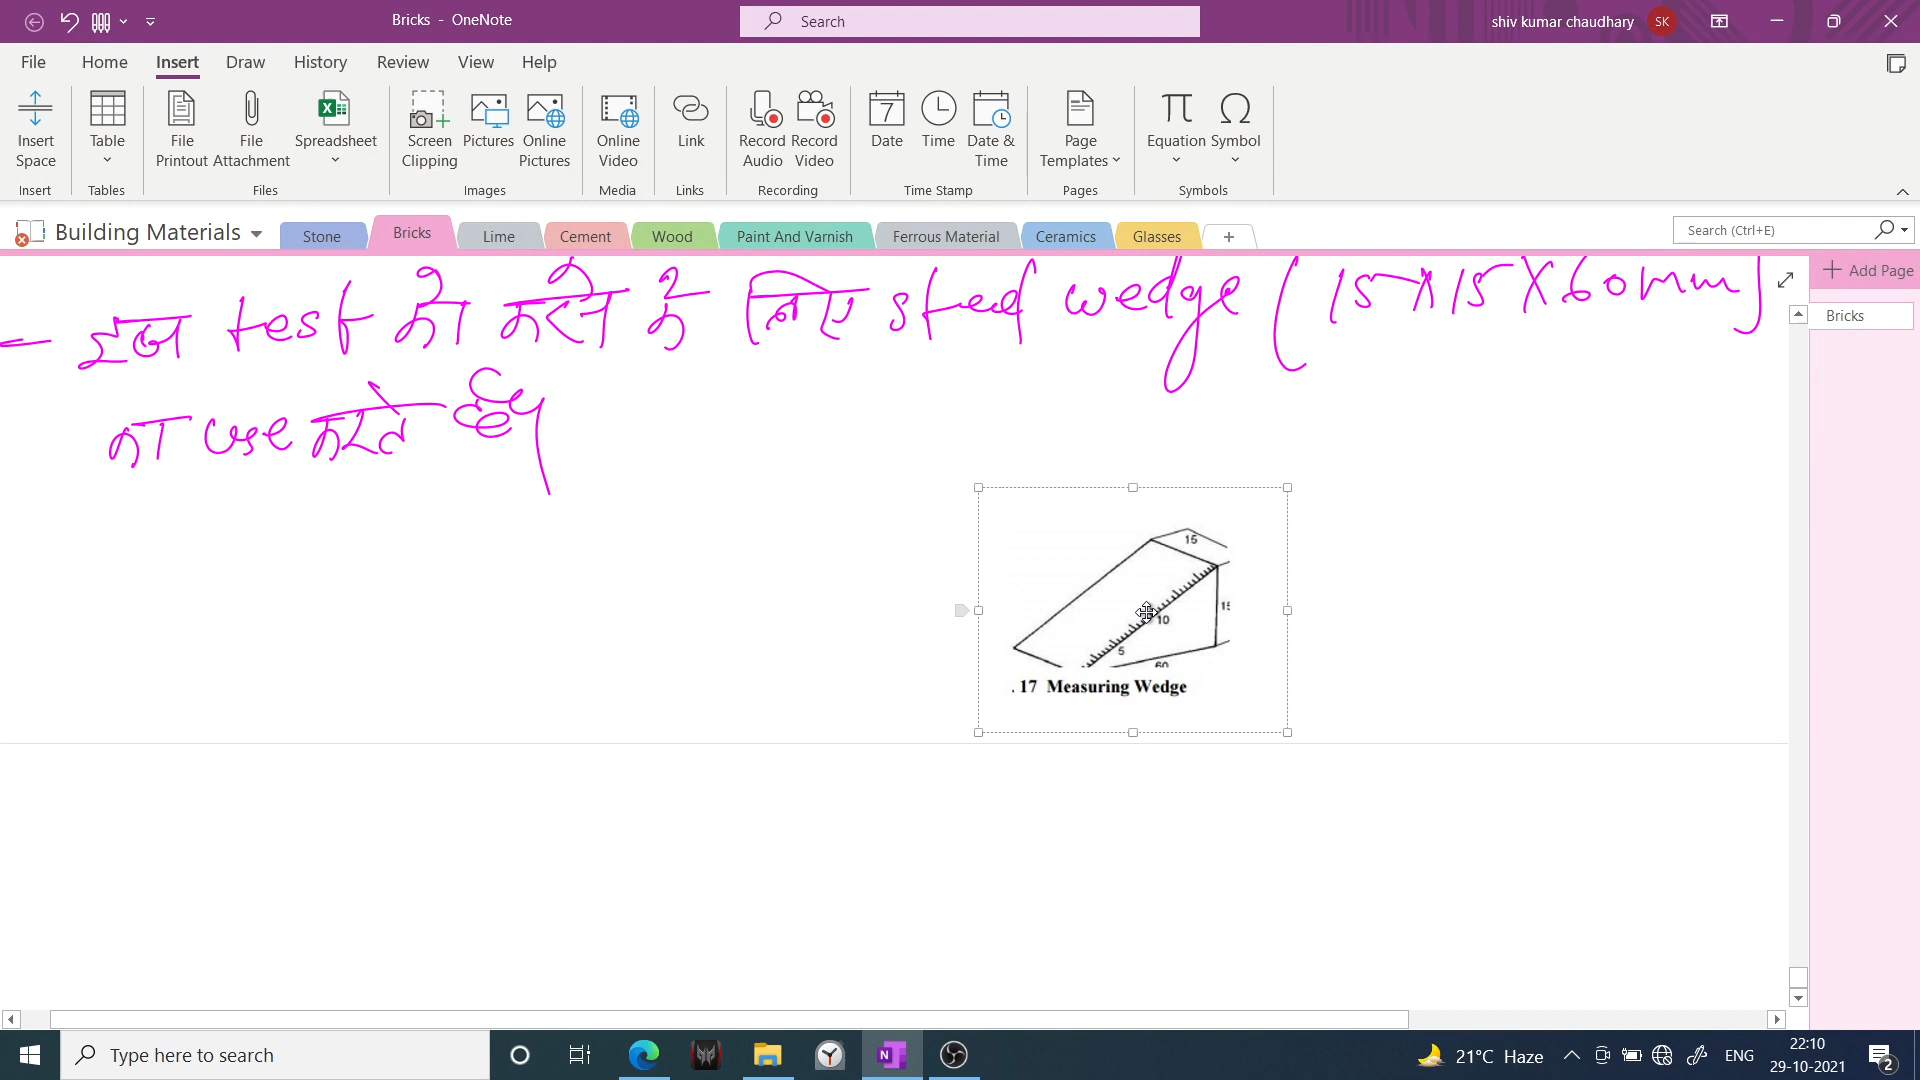 Bricks - OneNote
Search
shiv kumar chaudhary SK
File Home Insert Draw History Review View Help
Insert Space
Table
File Printout
File Attachment
Spreadsheet
Screen Clipping
Pictures
Online Pictures
Online Video
Link
Record Audio
Record Video
Date
Time
Date & Time
Page Templates
Equation
Symbol
Insert Tables Files Images Media Links Recording Time Stamp Pages Symbols
Building Materials Stone Bricks Lime Cement Wood Paint And Varnish Ferrous Material Ceramics Glasses +
Search (Ctrl+E)
Add Page
Bricks
– इस test को करने के लिए steel wedge ( 15 X 15 X 60 mm )
का use करते है।
15
15
10
5
60
. 17 Measuring Wedge
Type here to search
21°C Haze
ENG
22:10
29-10-2021
2